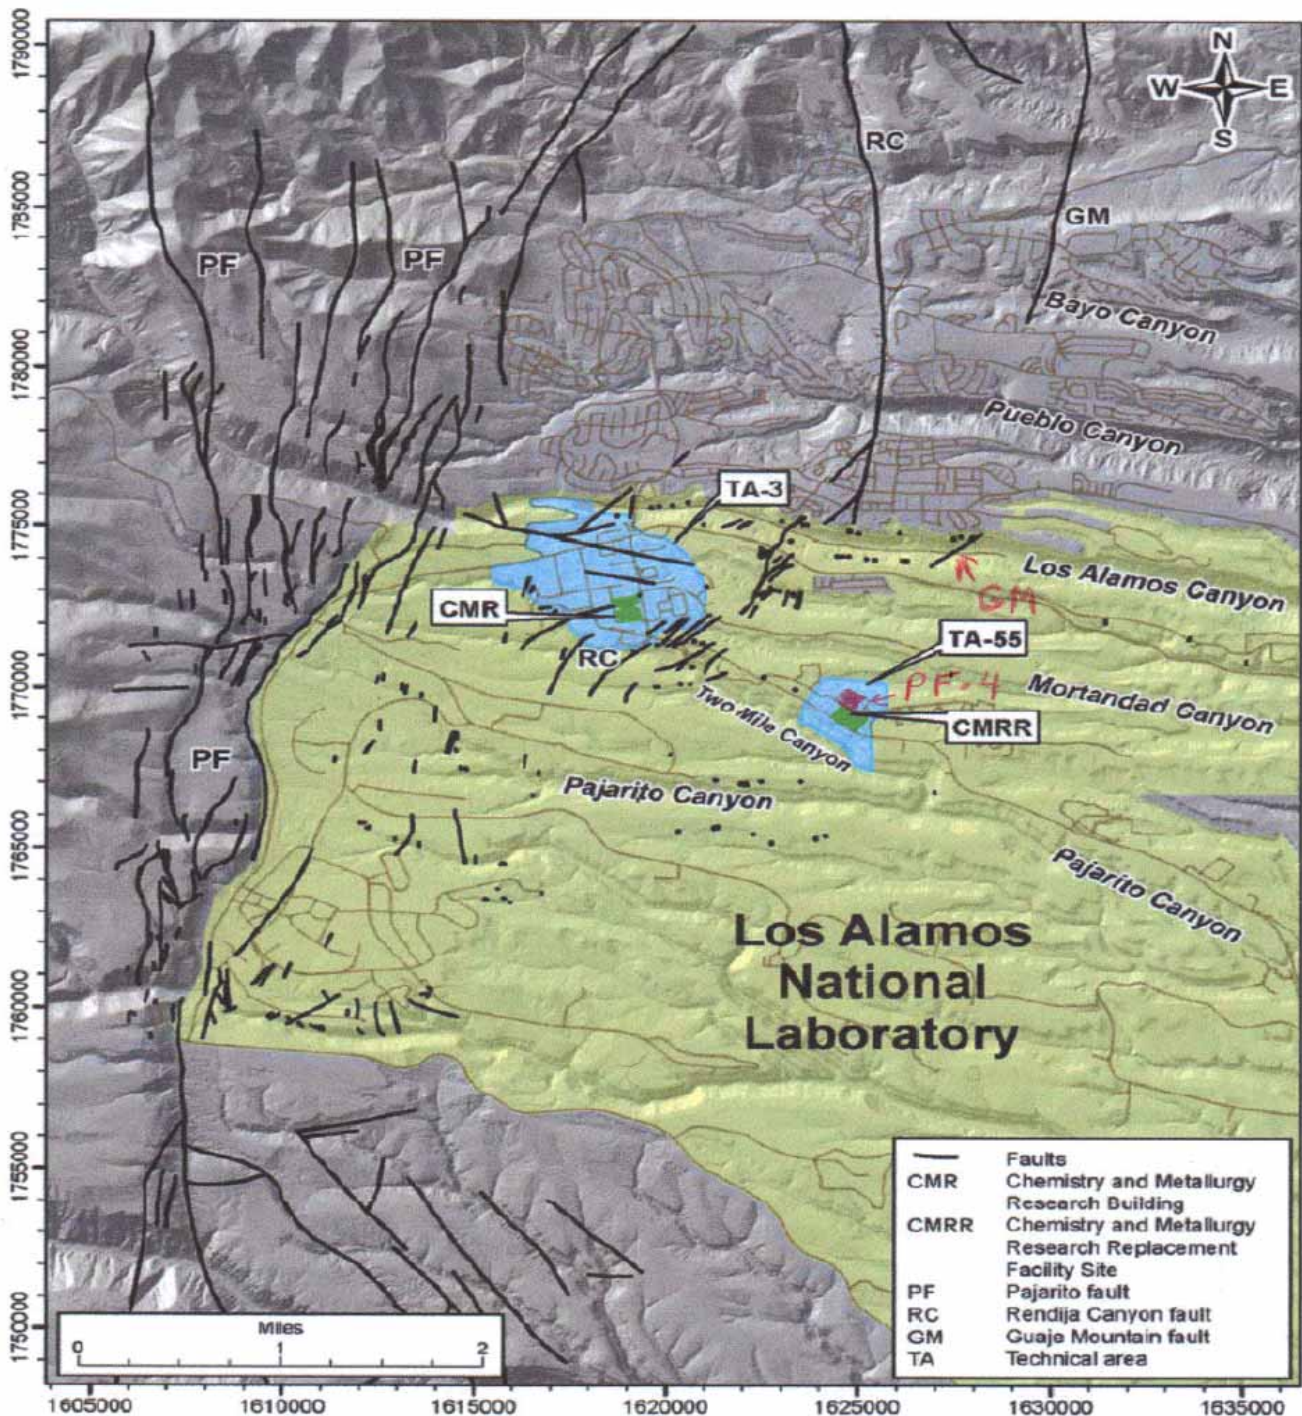 N
W E
S
1790000
1785000
1780000
1775000
1770000
1765000
1760000
1755000
1750000
RC
GM
PF
PF
Bayo Canyon
Pueblo Canyon
TA-3
Los Alamos Canyon
GM
CMR
RC
TA-55
PF-4
Mortandad Canyon
CMRR
Two Mile Canyon
PF
Pajarito Canyon
Pajarito Canyon
Los Alamos
National
Laboratory
Faults
CMR Chemistry and Metallurgy
Research Building
CMRR Chemistry and Metallurgy
Research Replacement
Facility Site
PF Pajarito fault
RC Rendija Canyon fault
GM Guaje Mountain fault
TA Technical area
Miles
0 1 2
1605000 1610000 1615000 1620000 1625000 1630000 1635000